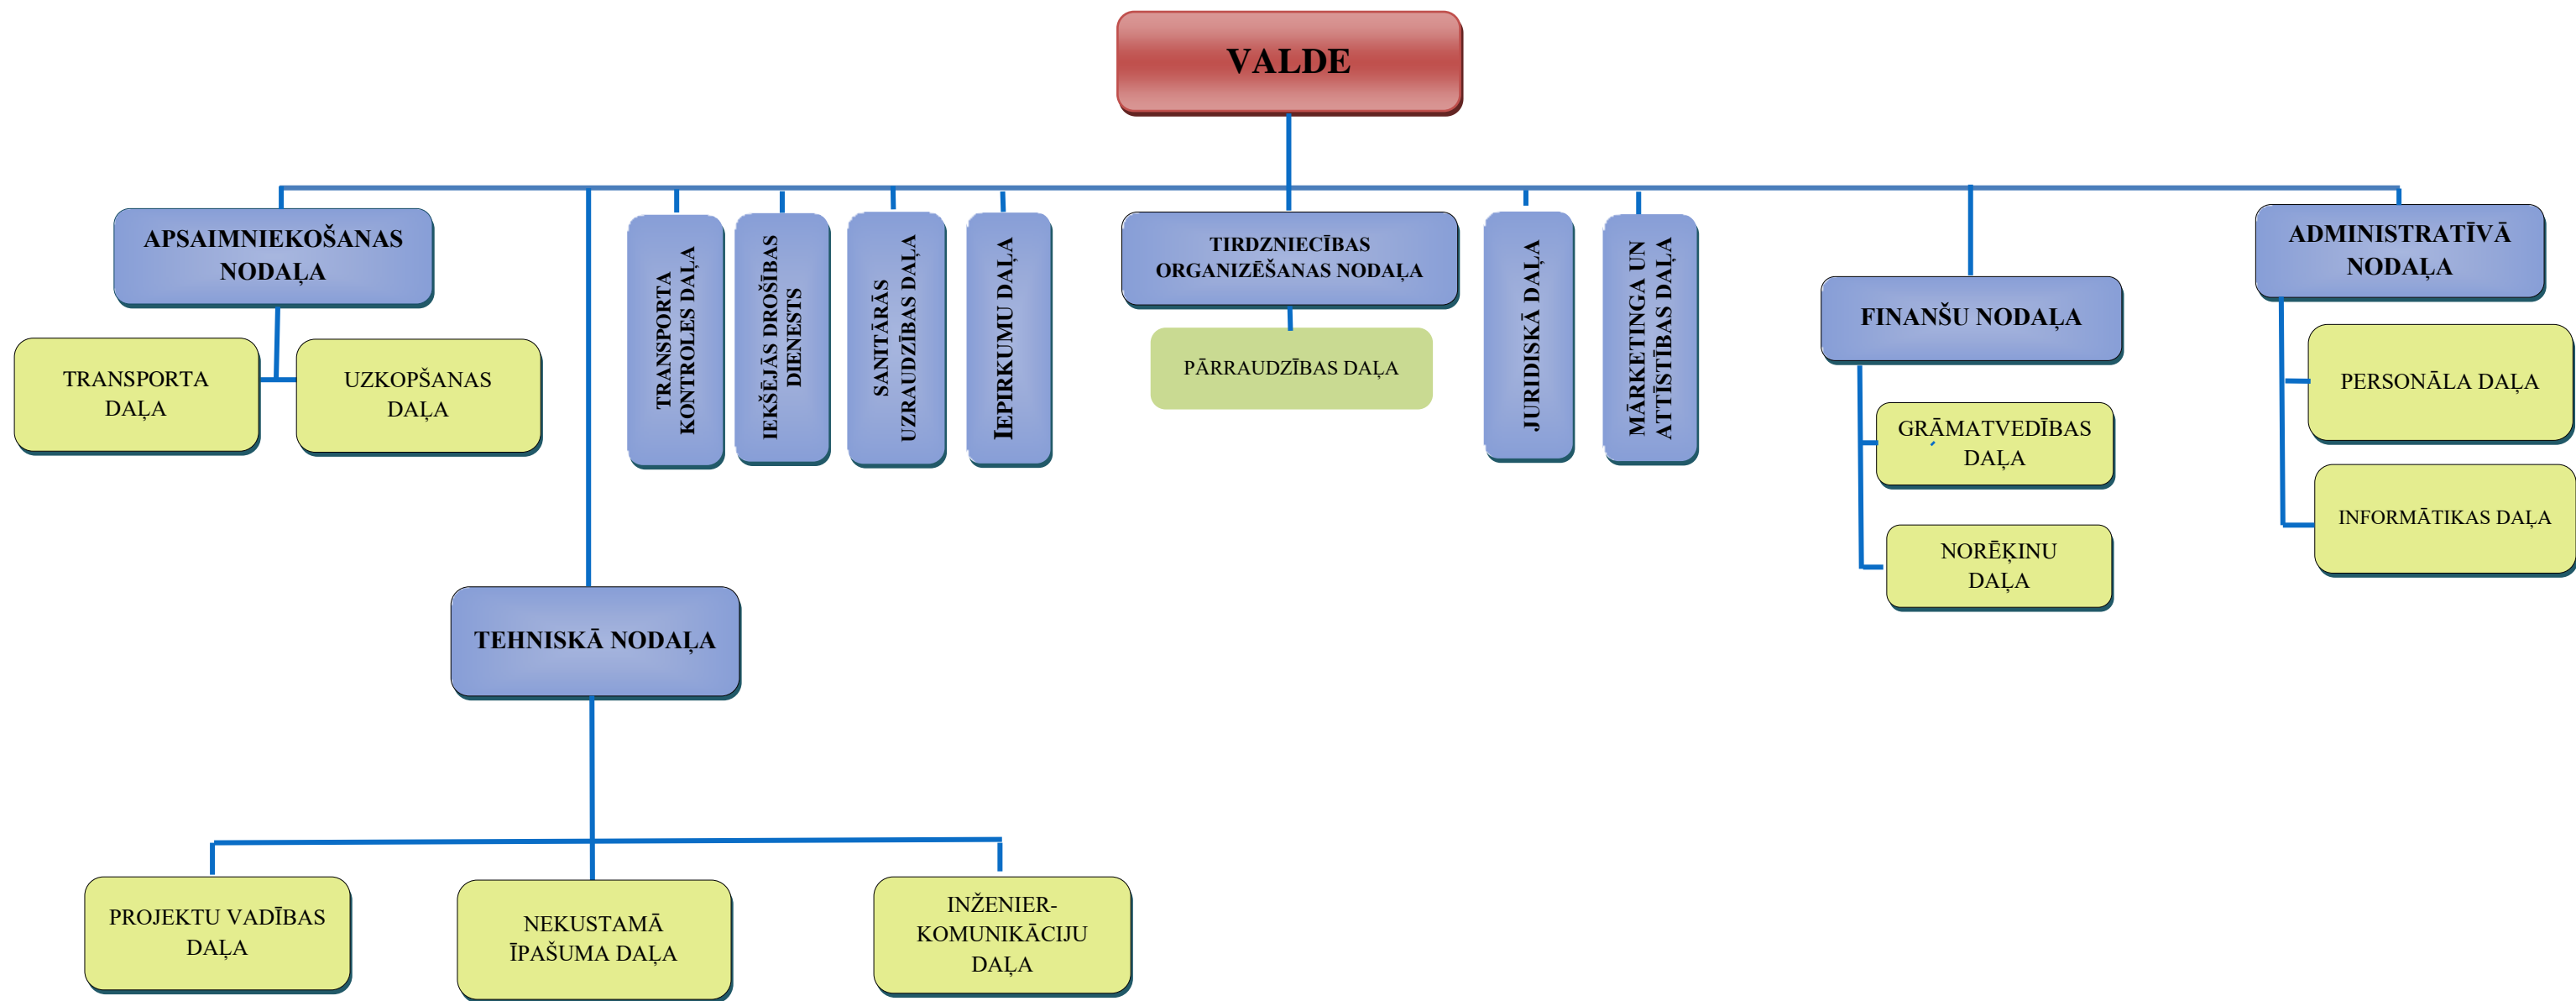 VALDE
APSAIMNIEKOŠANAS
NODAĻA
TRANSPORTA
KONTROLES DAĻA
IEKŠĒJĀS DROŠĪBAS
DIENESTS
SANITĀRĀS
UZRAUDZĪBAS DAĻA
IEPIRKUMU DAĻA
TIRDZNIECĪBAS
ORGANIZĒŠANAS NODAĻA
JURIDISKĀ DAĻA
MĀRKETINGA UN
ATTĪSTĪBAS DAĻA
FINANŠU NODAĻA
ADMINISTRATĪVĀ
NODAĻA
TRANSPORTA
DAĻA
UZKOPŠANAS
DAĻA
PĀRRAUDZĪBAS DAĻA
GRĀMATVEDĪBAS
DAĻA
NORĒĶINU
DAĻA
PERSONĀLA DAĻA
INFORMĀTIKAS DAĻA
TEHNISKĀ NODAĻA
PROJEKTU VADĪBAS
DAĻA
NEKUSTAMĀ
ĪPAŠUMA DAĻA
INŽENIER-
KOMUNIKĀCIJU
DAĻA